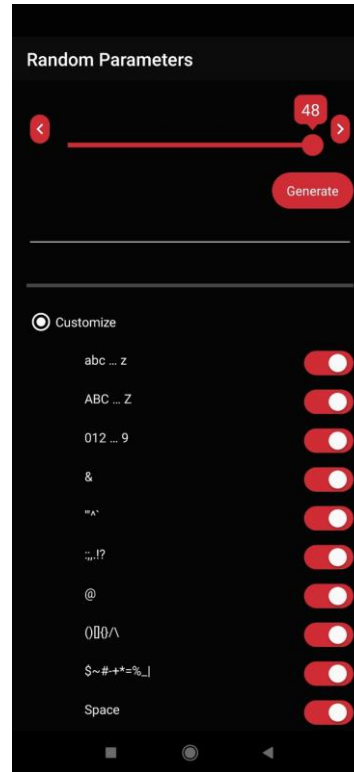 Random Parameters
48
Generate
Customize
abc ... z
ABC ... Z
012 ... 9
&
"'^`
:;,.!?
@
()[]{}/\
$~#-+*=%_|
Space